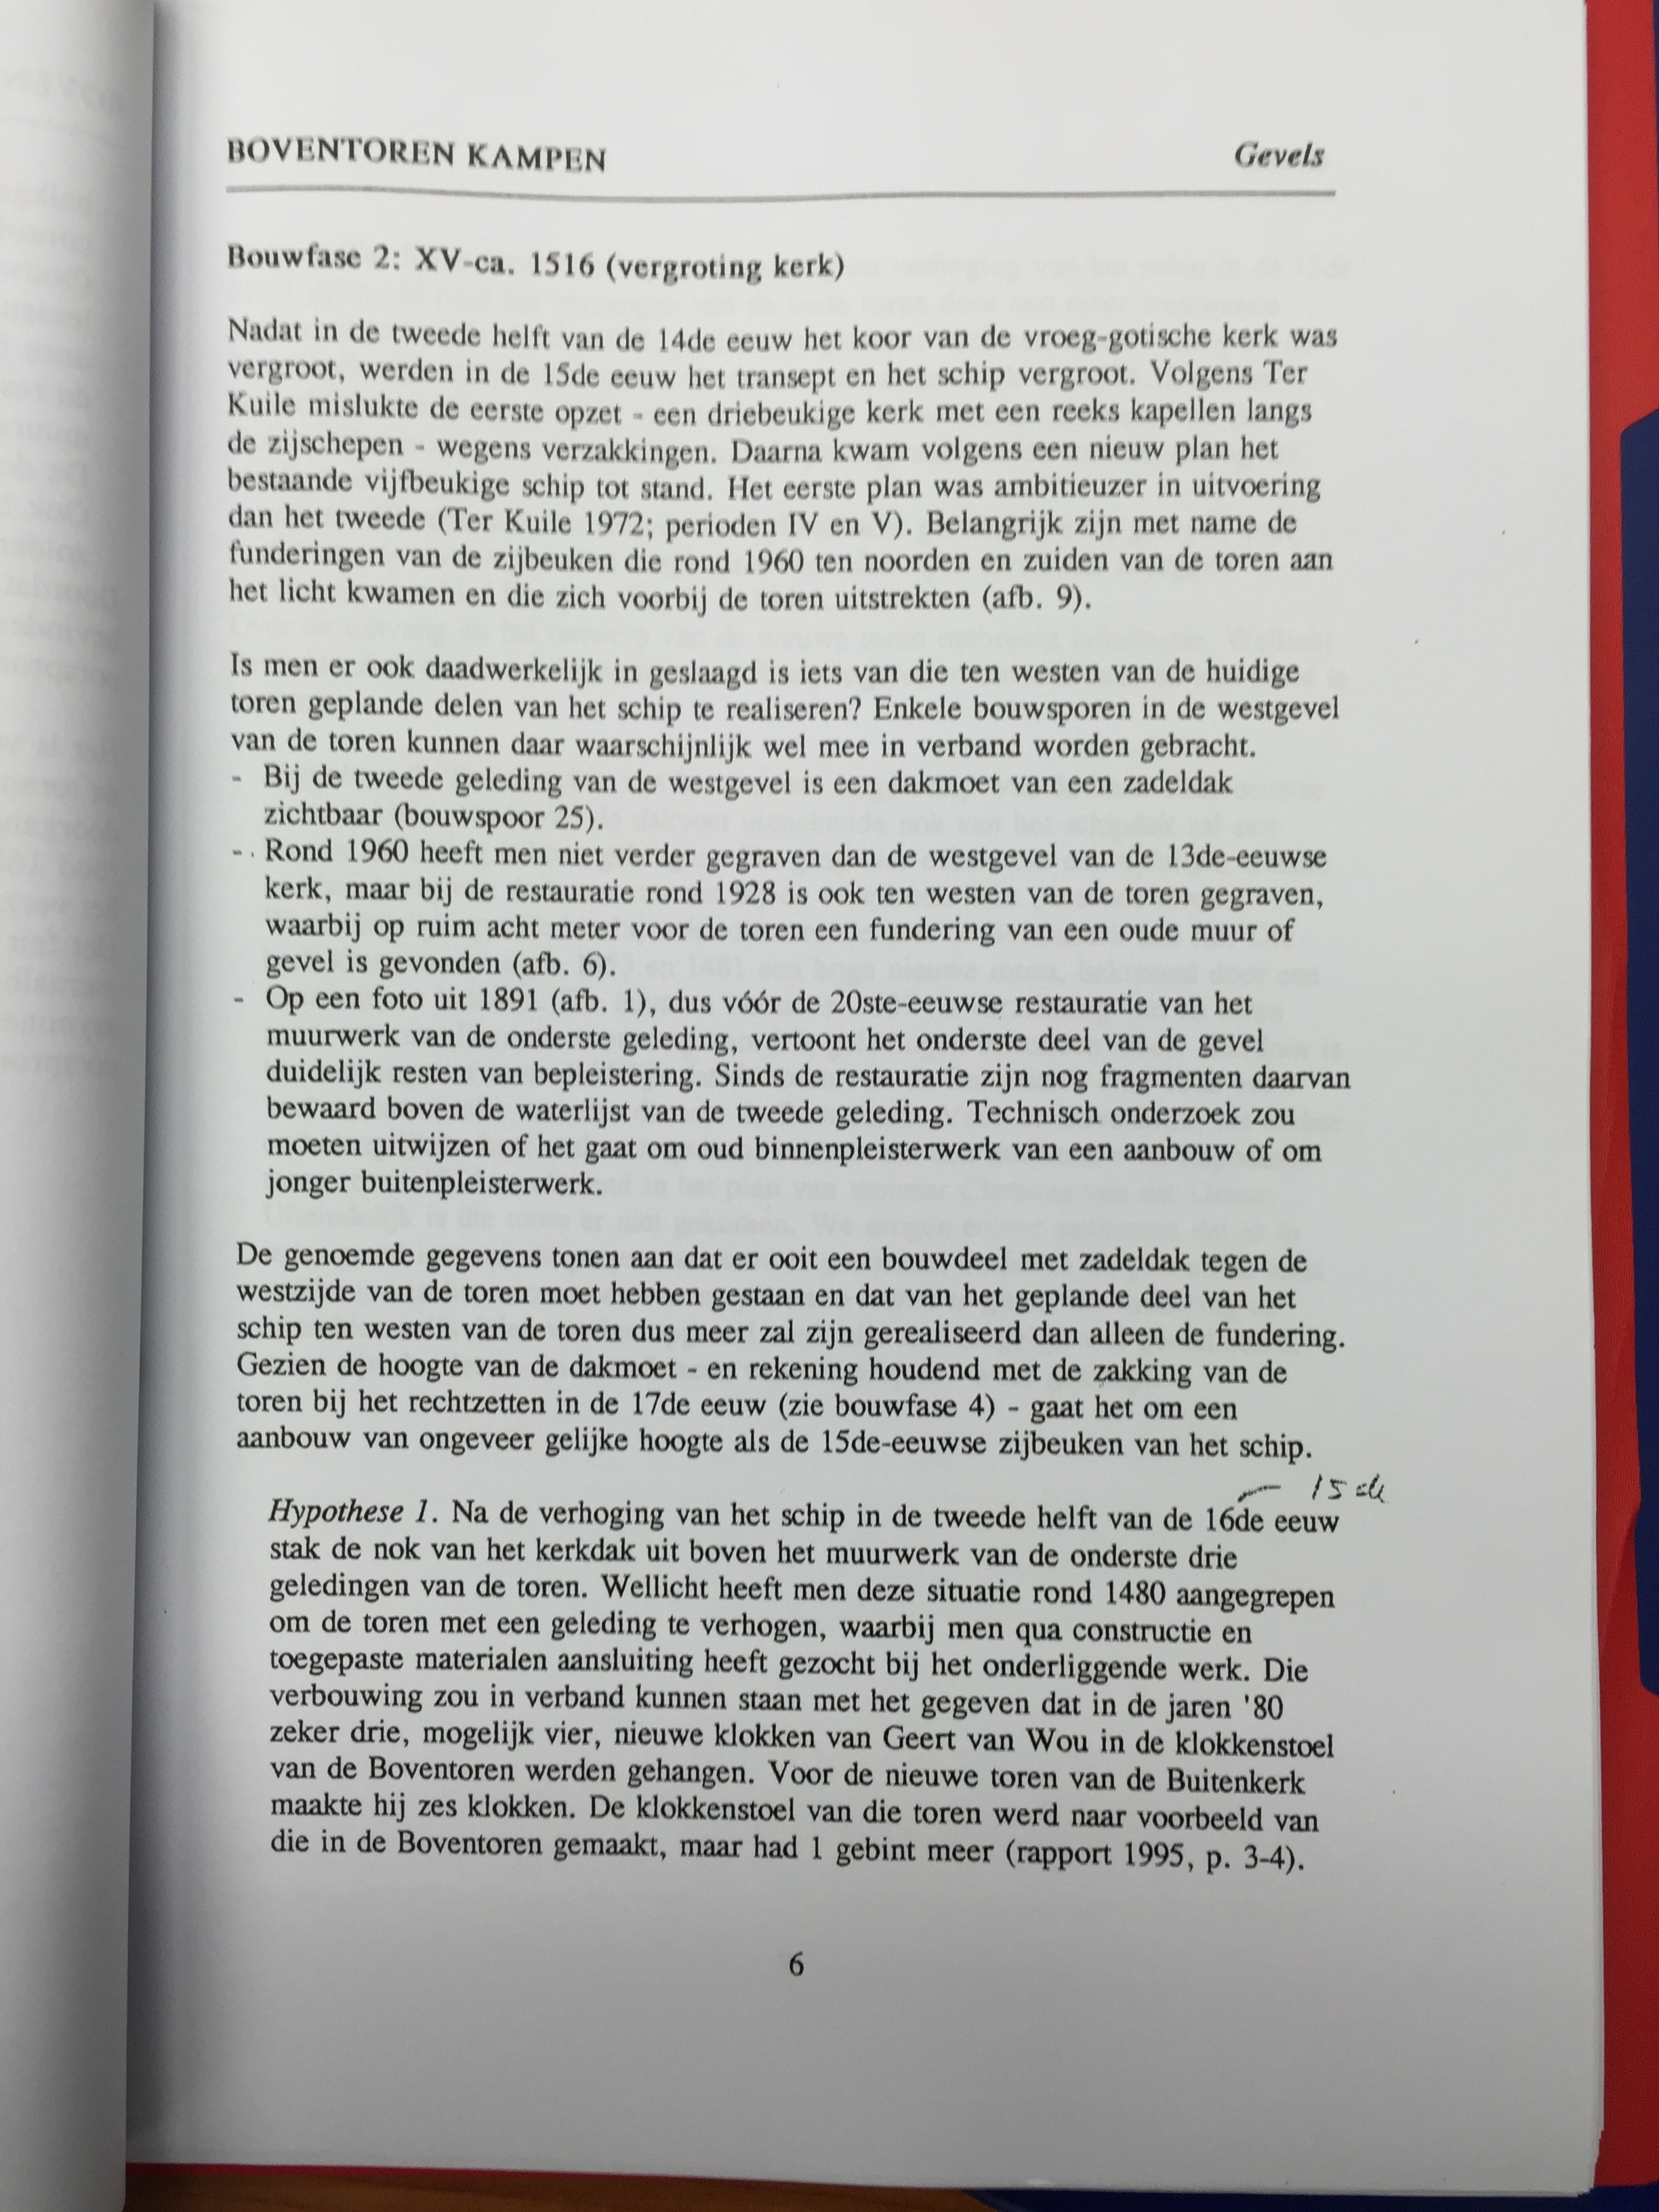 BOVENTOREN KAMPEN
Gevels
Bouwfase 2: XV-ca. 1516 (vergroting kerk)
Nadat in de tweede helft van de 14de eeuw het koor van de vroeg-gotische kerk was
vergroot, werden in de 15de eeuw het transept en het schip vergroot. Volgens Ter
Kuile mislukte de eerste opzet - een driebeukige kerk met een reeks kapellen langs
de zijschepen - wegens verzakkingen. Daarna kwam volgens een nieuw plan het
bestaande vijfbeukige schip tot stand. Het eerste plan was ambitieuzer in uitvoering
dan het tweede (Ter Kuile 1972; perioden IV en V). Belangrijk zijn met name de
funderingen van de zijbeuken die rond 1960 ten noorden en zuiden van de toren aan
het licht kwamen en die zich voorbij de toren uitstrekten (afb. 9).
Is men er ook daadwerkelijk in geslaagd is iets van die ten westen van de huidige
toren geplande delen van het schip te realiseren? Enkele bouwsporen in de westgevel
van de toren kunnen daar waarschijnlijk wel mee in verband worden gebracht.
- Bij de tweede geleding van de westgevel is een dakmoet van een zadeldak
zichtbaar (bouwspoor 25).
- Rond 1960 heeft men niet verder gegraven dan de westgevel van de 13de-eeuwse
kerk, maar bij de restauratie rond 1928 is ook ten westen van de toren gegraven,
waarbij op ruim acht meter voor de toren een fundering van een oude muur of
gevel is gevonden (afb. 6).
- Op een foto uit 1891 (afb. 1), dus vóór de 20ste-eeuwse restauratie van het
muurwerk van de onderste geleding, vertoont het onderste deel van de gevel
duidelijk resten van bepleistering. Sinds de restauratie zijn nog fragmenten daarvan
bewaard boven de waterlijst van de tweede geleding. Technisch onderzoek zou
moeten uitwijzen of het gaat om oud binnenpleisterwerk van een aanbouw of om
jonger buitenpleisterwerk.
De genoemde gegevens tonen aan dat er ooit een bouwdeel met zadeldak tegen de
westzijde van de toren moet hebben gestaan en dat van het geplande deel van het
schip ten westen van de toren dus meer zal zijn gerealiseerd dan alleen de fundering.
Gezien de hoogte van de dakmoet - en rekening houdend met de zakking van de
toren bij het rechtzetten in de 17de eeuw (zie bouwfase 4) - gaat het om een
aanbouw van ongeveer gelijke hoogte als de 15de-eeuwse zijbeuken van het schip.
15de
Hypothese 1. Na de verhoging van het schip in de tweede helft van de 16de eeuw
stak de nok van het kerkdak uit boven het muurwerk van de onderste drie
geledingen van de toren. Wellicht heeft men deze situatie rond 1480 aangegrepen
om de toren met een geleding te verhogen, waarbij men qua constructie en
toegepaste materialen aansluiting heeft gezocht bij het onderliggende werk. Die
verbouwing zou in verband kunnen staan met het gegeven dat in de jaren '80
zeker drie, mogelijk vier, nieuwe klokken van Geert van Wou in de klokkenstoel
van de Boventoren werden gehangen. Voor de nieuwe toren van de Buitenkerk
maakte hij zes klokken. De klokkenstoel van die toren werd naar voorbeeld van
die in de Boventoren gemaakt, maar had 1 gebint meer (rapport 1995, p. 3-4).
6